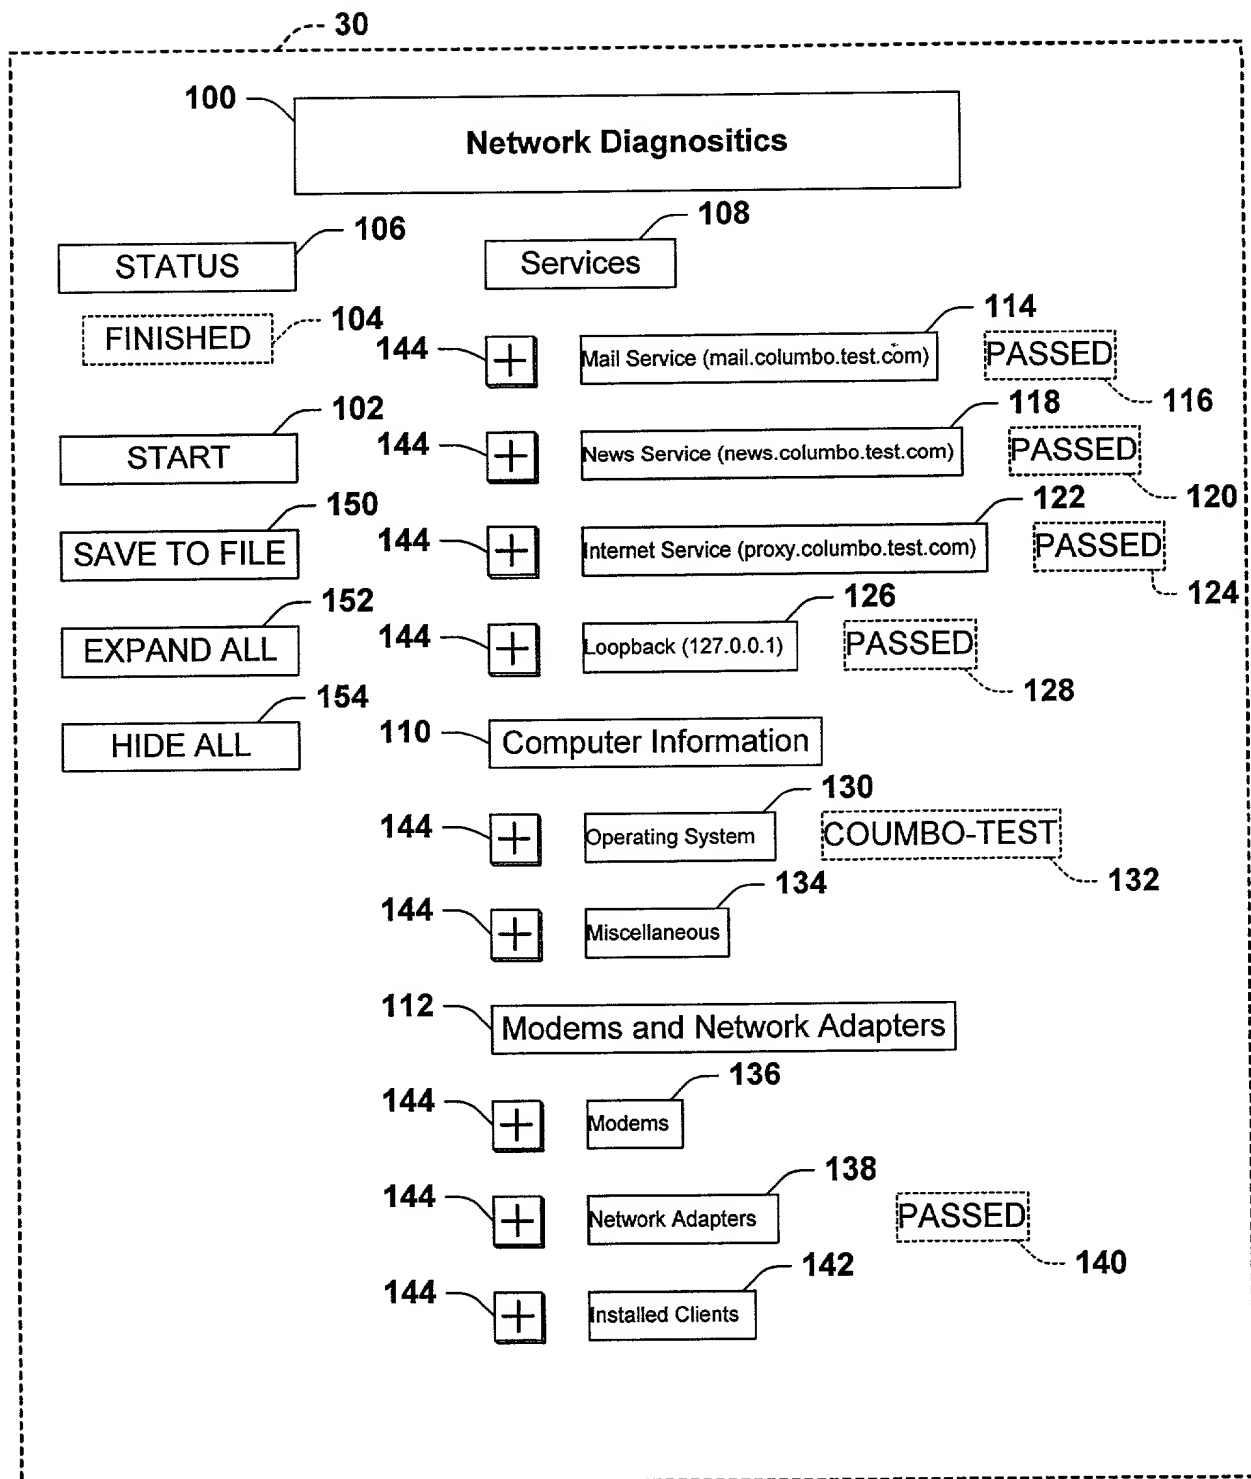 30
100
Network Diagnositics
106
108
STATUS
Services
FINISHED
104
144
+
114
Mail Service (mail.columbo.test.com)
PASSED
116
102
START
144
+
118
News Service (news.columbo.test.com)
PASSED
120
150
SAVE TO FILE
144
+
122
Internet Service (proxy.columbo.test.com)
PASSED
124
152
EXPAND ALL
144
+
126
Loopback (127.0.0.1)
PASSED
128
154
HIDE ALL
110
Computer Information
130
144
+
Operating System
COUMBO-TEST
132
134
144
+
Miscellaneous
112
Modems and Network Adapters
136
144
+
Modems
138
144
+
Network Adapters
PASSED
140
142
144
+
Installed Clients